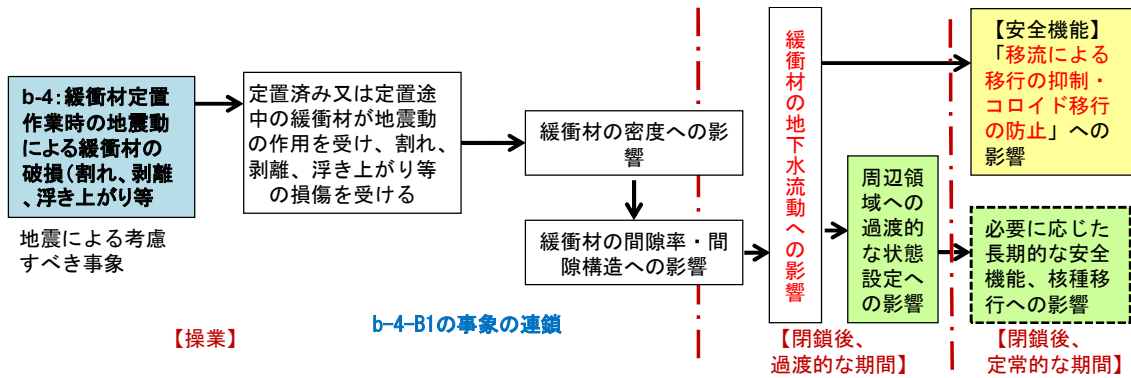 b-4:緩衝材定置
作業時の地震動
による緩衝材の
破損(割れ、剥離
、浮き上がり等
地震による考慮
すべき事象
定置済み又は定置途
中の緩衝材が地震動
の作用を受け、割れ、
剥離、浮き上がり等
の損傷を受ける
緩衝材の密度への影
響
緩衝材の間隙率・間
隙構造への影響
緩衝材の地下水流動への影響
周辺領
域への
過渡的
な状態
設定へ
の影響
【安全機能】
「移流による
移行の抑制・
コロイド移行
の防止」への
影響
必要に応じた
長期的な安全
機能、核種移
行への影響
【操業】
b-4-B1の事象の連鎖
【閉鎖後、
過渡的な期間】
【閉鎖後、
定常的な期間】